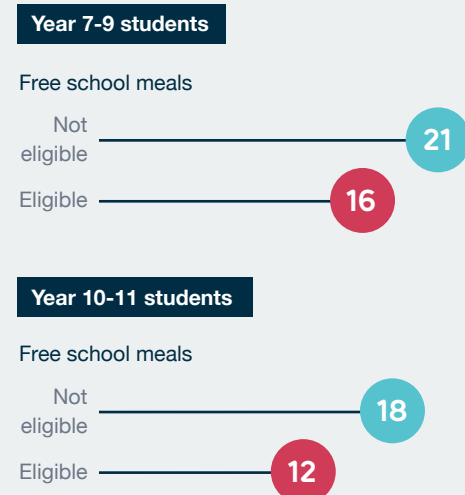 Year 7-9 students
Free school meals
Not
eligible
21
Eligible
16
Year 10-11 students
Free school meals
Not
eligible
18
Eligible
12